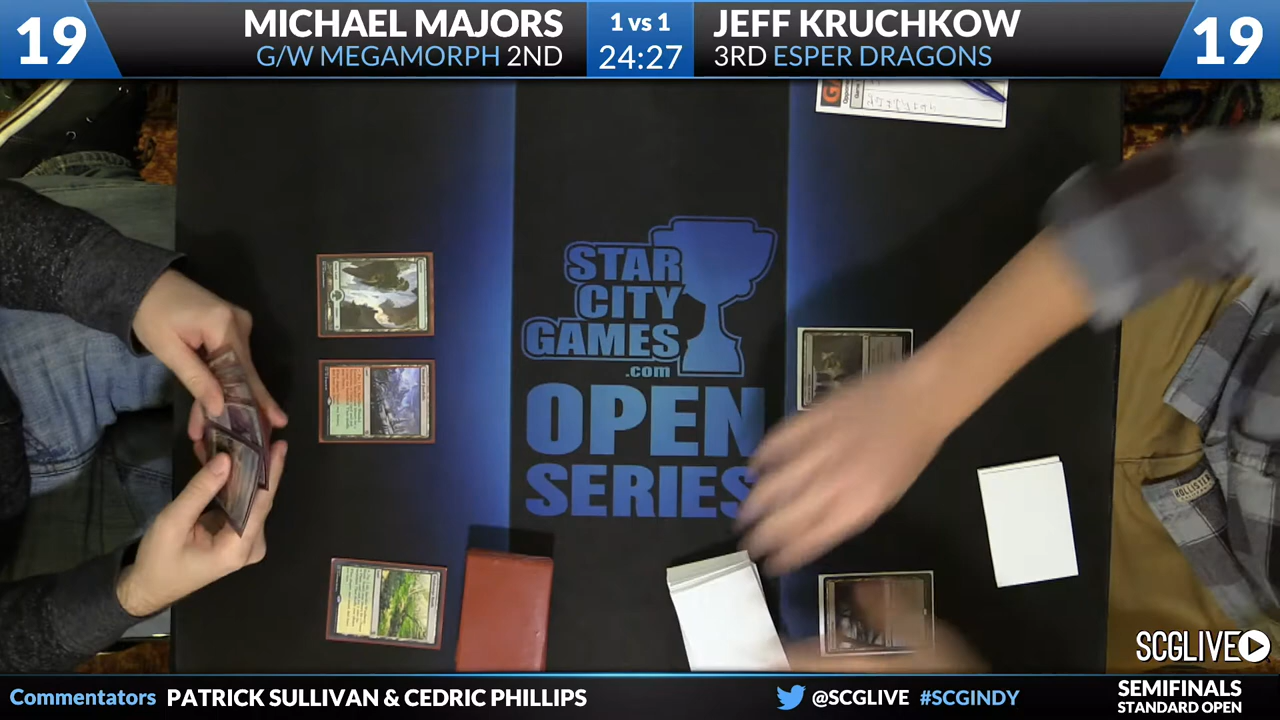 19
MICHAEL MAJORS
G/W MEGAMORPH 2ND
1 vs 1
24:27
JEFF KRUCHKOW
3RD ESPER DRAGONS
19
STAR
CITY
GAMES
.com
OPEN
SERIES
HOLLISTER
SCGLIVE
Commentators PATRICK SULLIVAN & CEDRIC PHILLIPS
@SCGLIVE #SCGINDY
SEMIFINALS
STANDARD OPEN